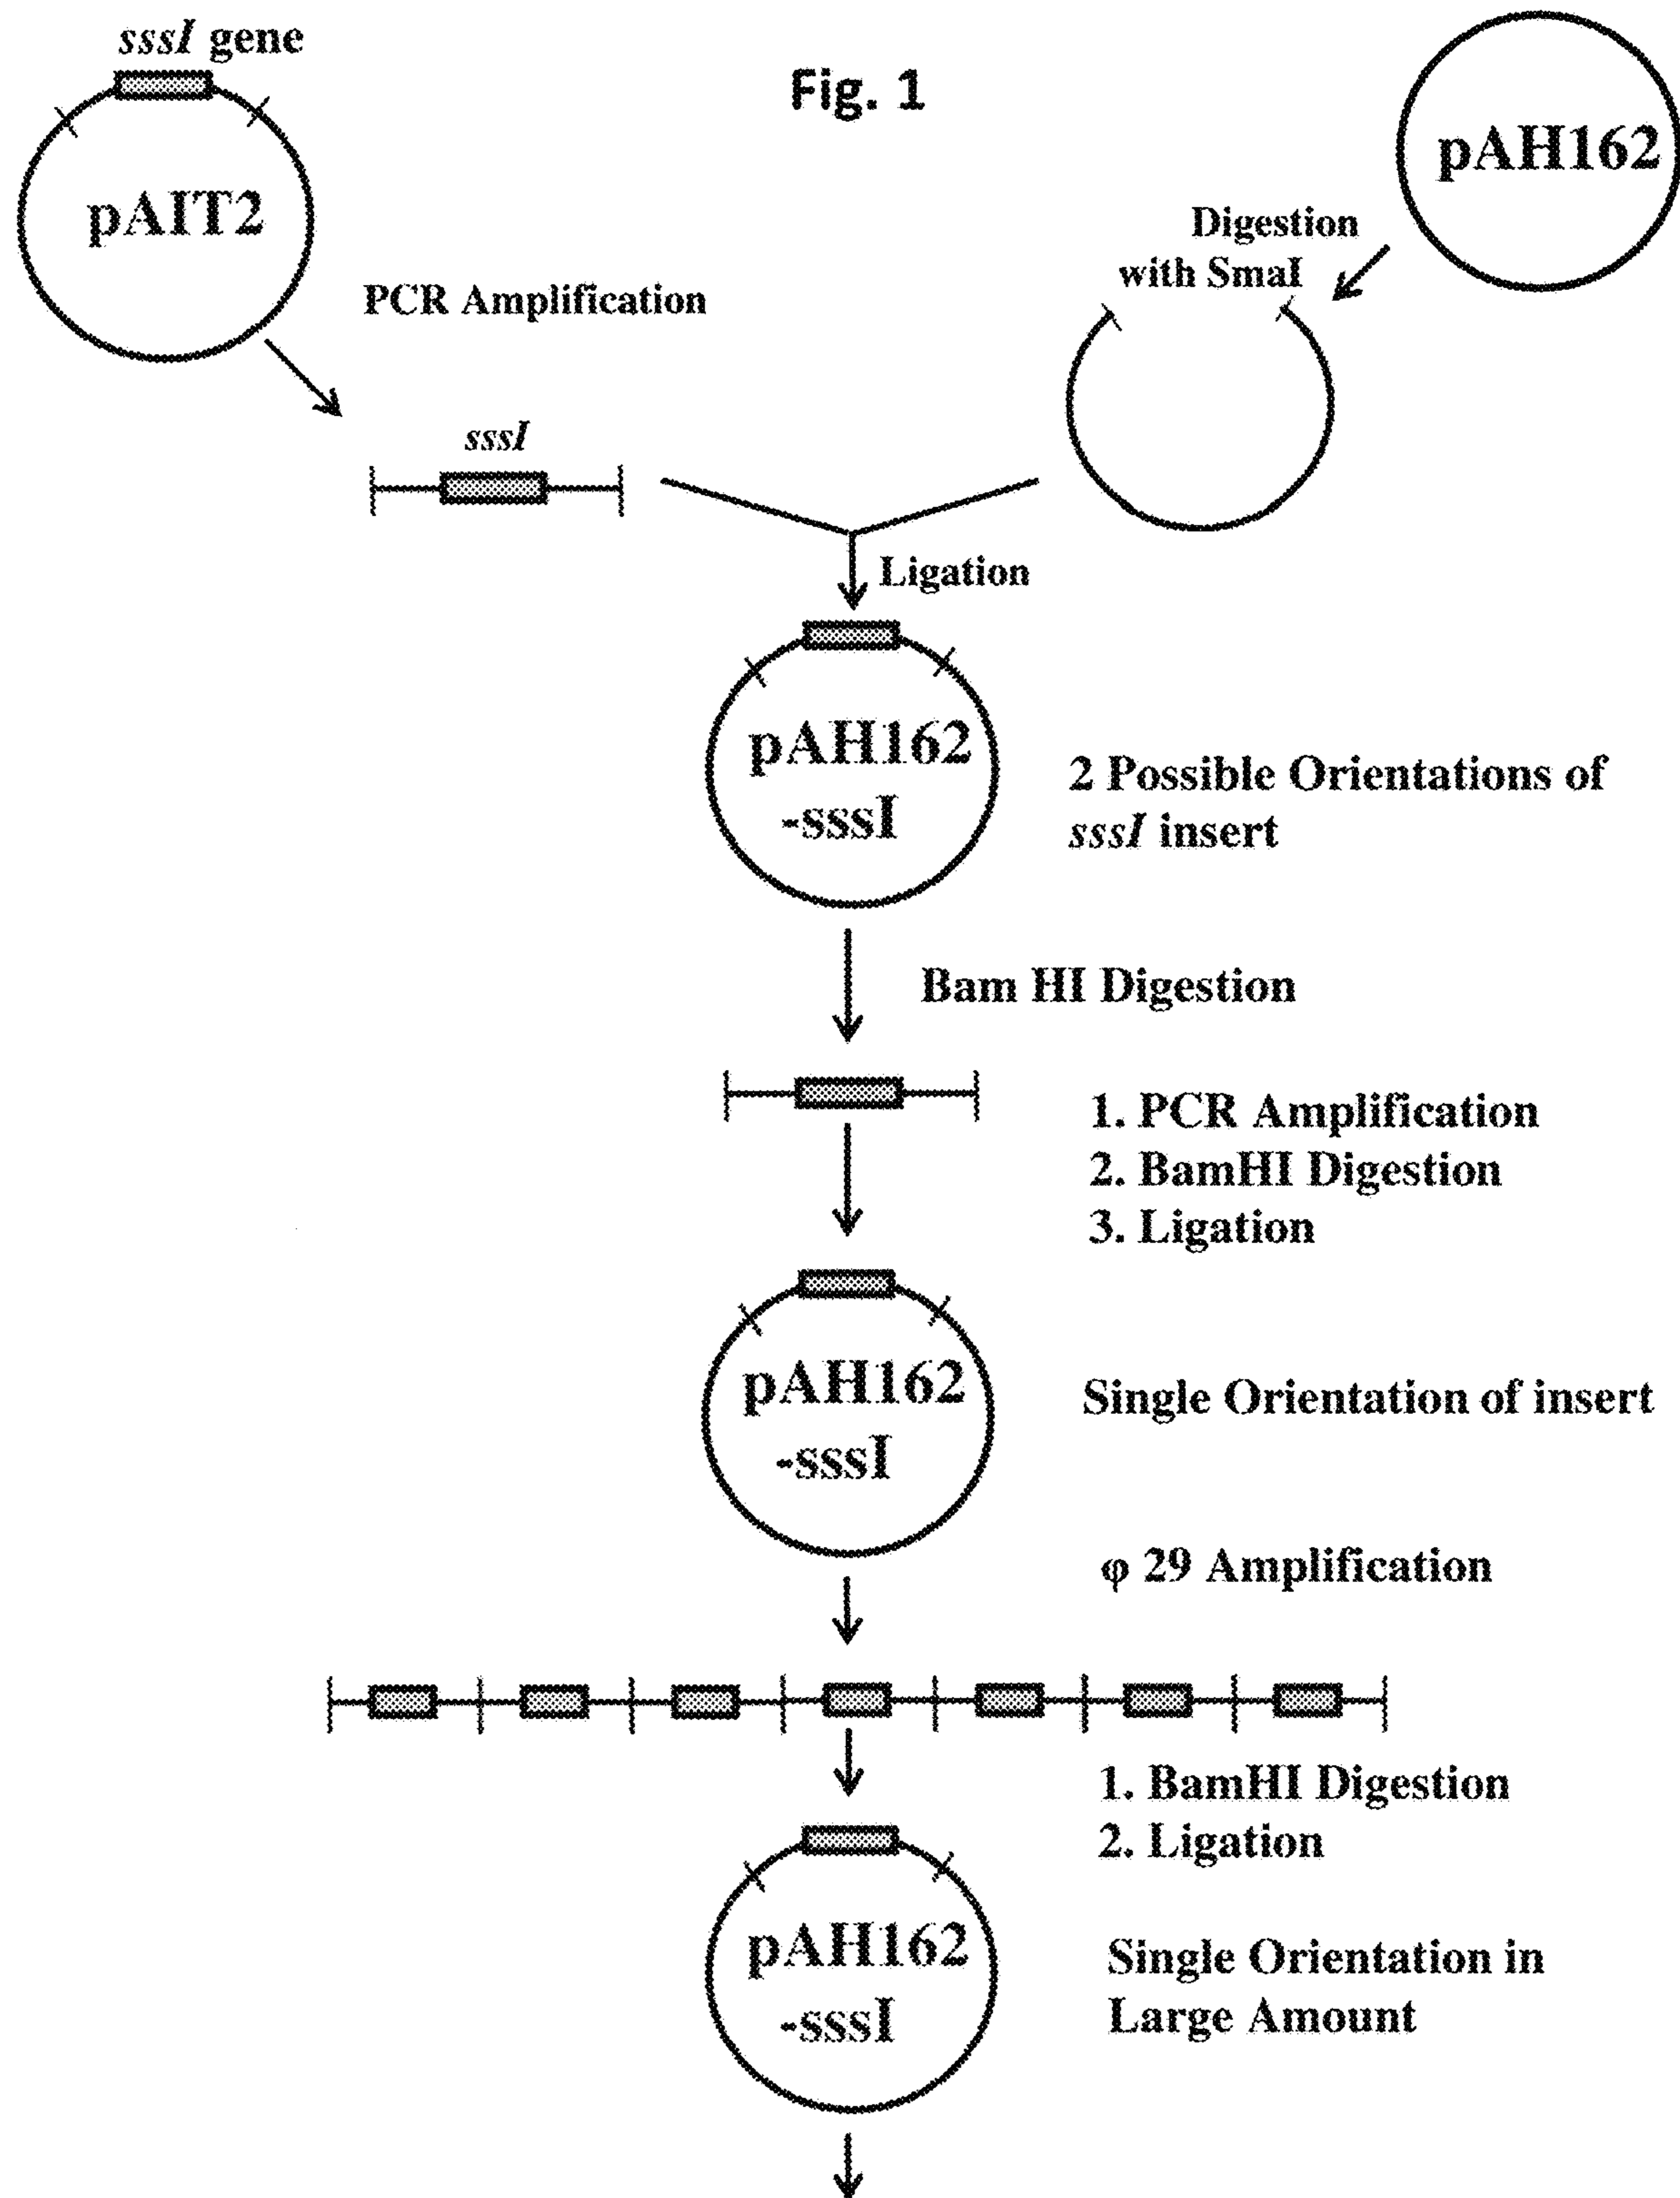 sssI gene
Fig. 1
pAH162
pAIT2
Digestion
with SmaI
PCR Amplification
sssI
Ligation
pAH162
-sssI
2 Possible Orientations of
sssI insert
Bam HI Digestion
1. PCR Amplification
2. BamHI Digestion
3. Ligation
pAH162
-sssI
Single Orientation of insert
φ 29 Amplification
1. BamHI Digestion
2. Ligation
pAH162
-sssI
Single Orientation in
Large Amount